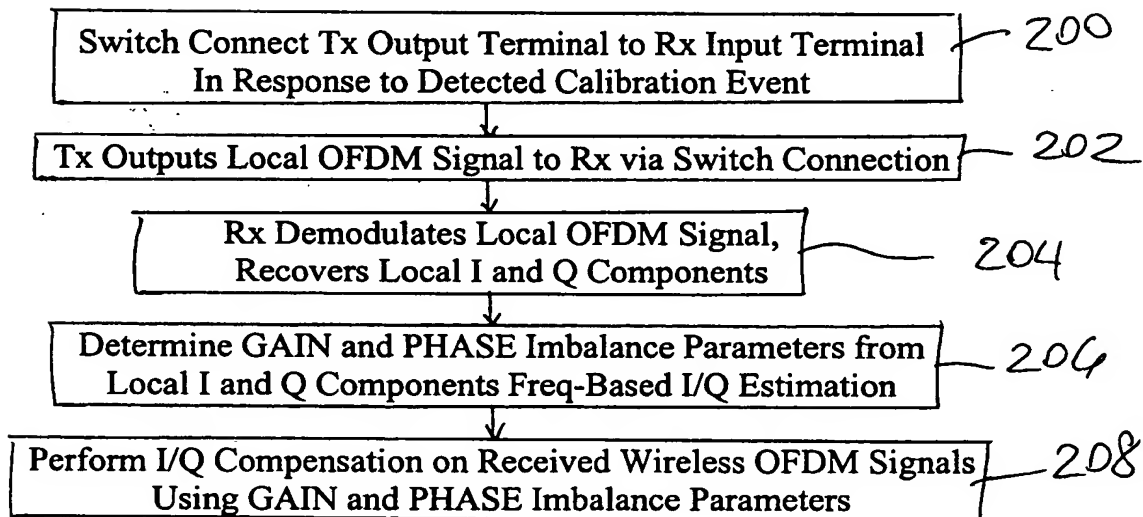 Switch Connect Tx Output Terminal to Rx Input Terminal
In Response to Detected Calibration Event
200
Tx Outputs Local OFDM Signal to Rx via Switch Connection
202
Rx Demodulates Local OFDM Signal,
Recovers Local I and Q Components
204
Determine GAIN and PHASE Imbalance Parameters from
Local I and Q Components Freq-Based I/Q Estimation
206
Perform I/Q Compensation on Received Wireless OFDM Signals
Using GAIN and PHASE Imbalance Parameters
208